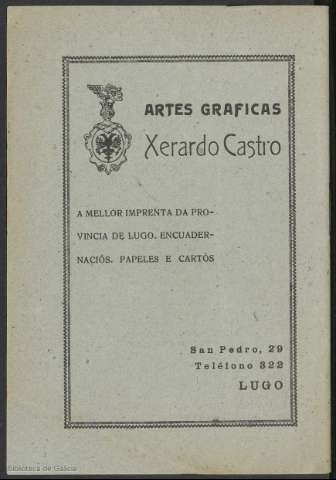 ARTES GRAFICAS
Xerardo Castro
A MELLOR IMPRENTA DA PRO-
VINCIA DE LUGO. ENCUADER-
NACIÓS. PAPELES E CARTÓS
San Pedro, 29
Teléfono 322
LUGO
Biblioteca de Galicia